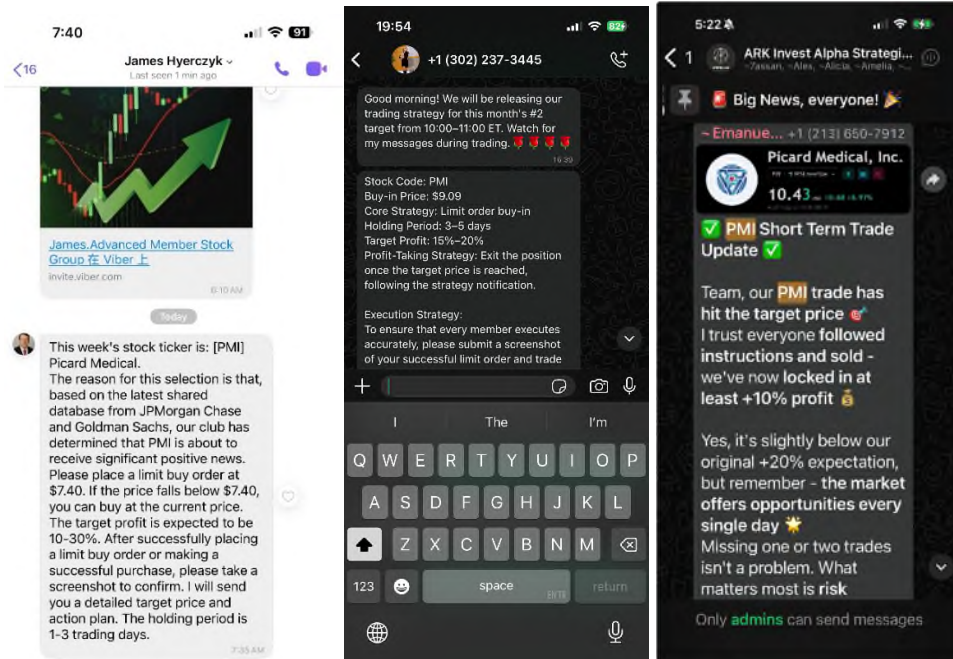 7:40
91
16
James Hyerczyk
Last seen 1 min ago
James.Advanced Member Stock
Group 在 Viber 上
invite.viber.com
6:10 AM
Today
This week's stock ticker is: [PMI]
Picard Medical.
The reason for this selection is that,
based on the latest shared
database from JPMorgan Chase
and Goldman Sachs, our club has
determined that PMI is about to
receive significant positive news.
Please place a limit buy order at
$7.40. If the price falls below $7.40,
you can buy at the current price.
The target profit is expected to be
10-30%. After successfully placing
a limit buy order or making a
successful purchase, please take a
screenshot to confirm. I will send
you a detailed target price and
action plan. The holding period is
1-3 trading days.
7:35 AM
19:54
82
+1 (302) 237-3445
Good morning! We will be releasing our
trading strategy for this month's #2
target from 10:00–11:00 ET. Watch for
my messages during trading. 🌹🌹🌹🌹
16:39
Stock Code: PMI
Buy-in Price: $9.09
Core Strategy: Limit order buy-in
Holding Period: 3–5 days
Target Profit: 15%–20%
Profit-Taking Strategy: Exit the position
once the target price is reached,
following the strategy notification.
Execution Strategy:
To ensure that every member executes
accurately, please submit a screenshot
of your successful limit order and trade
I The I'm
Q W E R T Y U I O P
A S D F G H J K L
Z X C V B N M
123 space return
5:22
1
ARK Invest Alpha Strategi...
~Zassan, ~Alex, ~Alicia, ~Amelia, ~...
🚨 Big News, everyone! 🎉
~ Emanue... +1 (213) 650-7912
Picard Medical, Inc.
10.43
✅ PMI Short Term Trade
Update ✅
Team, our PMI trade has
hit the target price 🎯
I trust everyone followed
instructions and sold -
we've now locked in at
least +10% profit 💰
Yes, it's slightly below our
original +20% expectation,
but remember - the market
offers opportunities every
single day 🌟
Missing one or two trades
isn't a problem. What
matters most is risk
Only admins can send messages